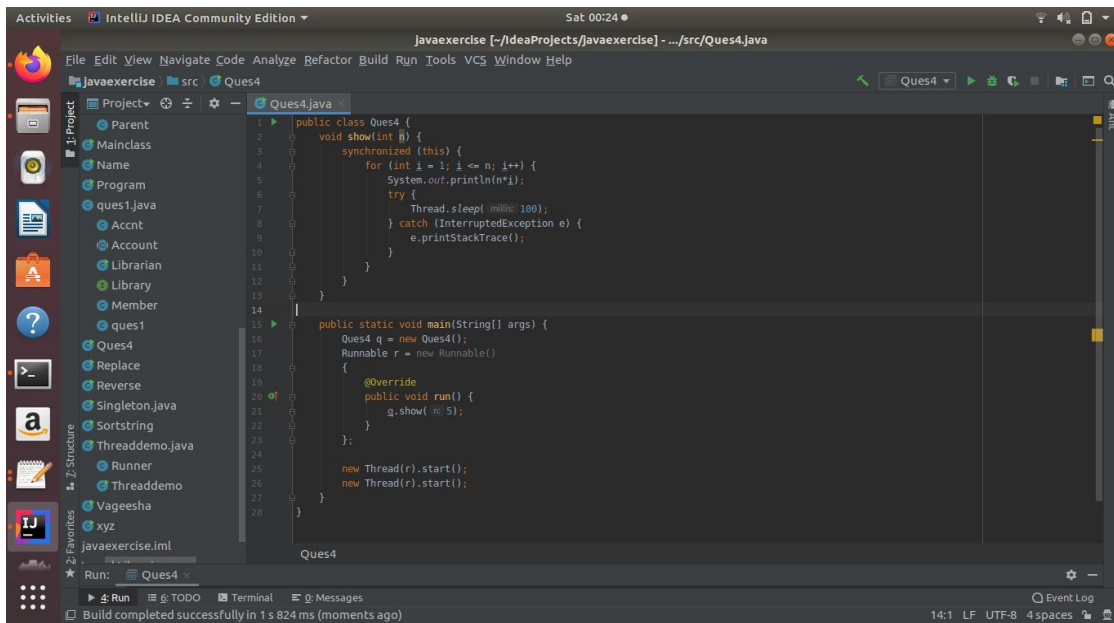 Activities IntelliJ IDEA Community Edition Sat 00:24
javaexercise [~/IdeaProjects/javaexercise] - .../src/Ques4.java
File Edit View Navigate Code Analyze Refactor Build Run Tools VCS Window Help
javaexercise src Ques4 Ques4
1: Project
Project
Parent
Mainclass
Name
Program
ques1.java
Accnt
Account
Librarian
Library
Member
ques1
Ques4
Replace
Reverse
Singleton.java
Sortstring
Threaddemo.java
Runner
Threaddemo
Vageesha
xyz
javaexercise.iml
Z: Structure
2: Favorites
Ques4.java
Ant
1 public class Ques4 {
2 void show(int n) {
3 synchronized (this) {
4 for (int i = 1; i <= n; i++) {
5 System.out.println(n*i);
6 try {
7 Thread.sleep( millis: 100);
8 } catch (InterruptedException e) {
9 e.printStackTrace();
10 }
11 }
12 }
13 }
14
15 public static void main(String[] args) {
16 Ques4 q = new Ques4();
17 Runnable r = new Runnable()
18 {
19 @Override
20 public void run() {
21 q.show( n: 5);
22 }
23 };
24
25 new Thread(r).start();
26 new Thread(r).start();
27 }
28 }
Ques4
Run: Ques4
4: Run 6: TODO Terminal 0: Messages Event Log
Build completed successfully in 1 s 824 ms (moments ago) 14:1 LF UTF-8 4 spaces